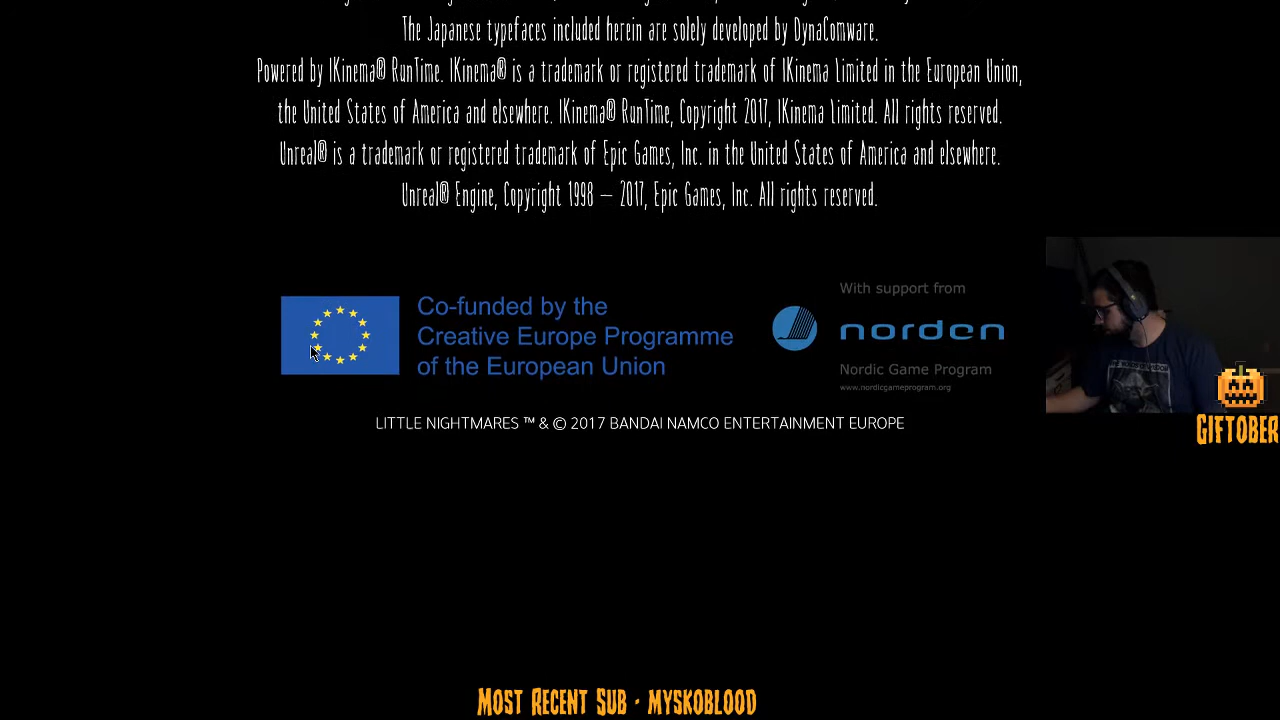 The Japanese typefaces included herein are solely developed by DynaComware.
Powered by IKinema® RunTime. IKinema® is a trademark or registered trademark of IKinema Limited in the European Union,
the United States of America and elsewhere. IKinema® RunTime, Copyright 2017, IKinema Limited. All rights reserved.
Unreal® is a trademark or registered trademark of Epic Games, Inc. in the United States of America and elsewhere.
Unreal® Engine, Copyright 1998 – 2017, Epic Games, Inc. All rights reserved.
Co-funded by the
Creative Europe Programme
of the European Union
With support from
norden
Nordic Game Program
www.nordicgameprogram.org
LITTLE NIGHTMARES ™ & © 2017 BANDAI NAMCO ENTERTAINMENT EUROPE
GIFTOBER
MOST RECENT SUB - MYSKOBLOOD